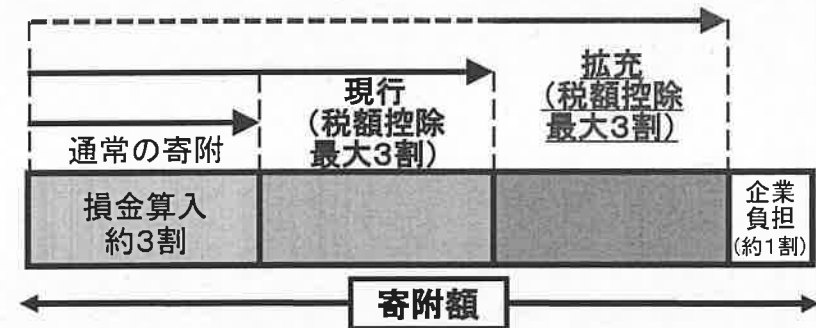 拡充
(税額控除
最大3割)
現行
(税額控除
最大3割)
通常の寄附
損金算入
約3割
企業
負担
(約1割)
寄附額